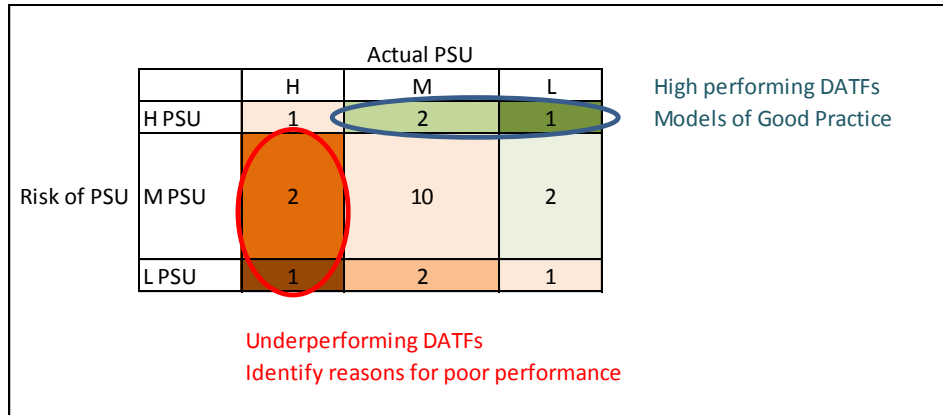 Actual PSU
H M L
H PSU 1 2 1
High performing DATFs
Models of Good Practice
Risk of PSU M PSU 2 10 2
L PSU 1 2 1
Underperforming DATFs
Identify reasons for poor performance